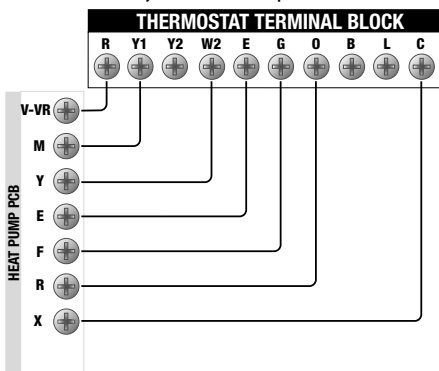 THERMOSTAT TERMINAL BLOCK
R Y1 Y2 W2 E G O B L C
V-VR
M
Y
E
F
R
X
HEAT PUMP PCB